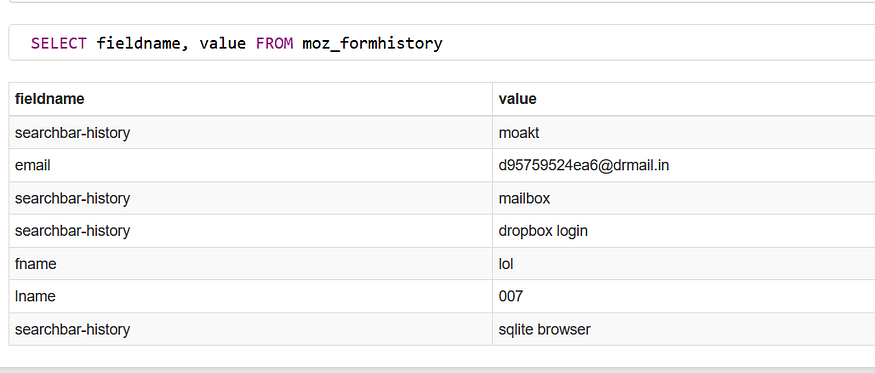 SELECT fieldname, value FROM moz_formhistory
fieldname value
searchbar-history moakt
email d95759524ea6@drmail.in
searchbar-history mailbox
searchbar-history dropbox login
fname lol
lname 007
searchbar-history sqlite browser